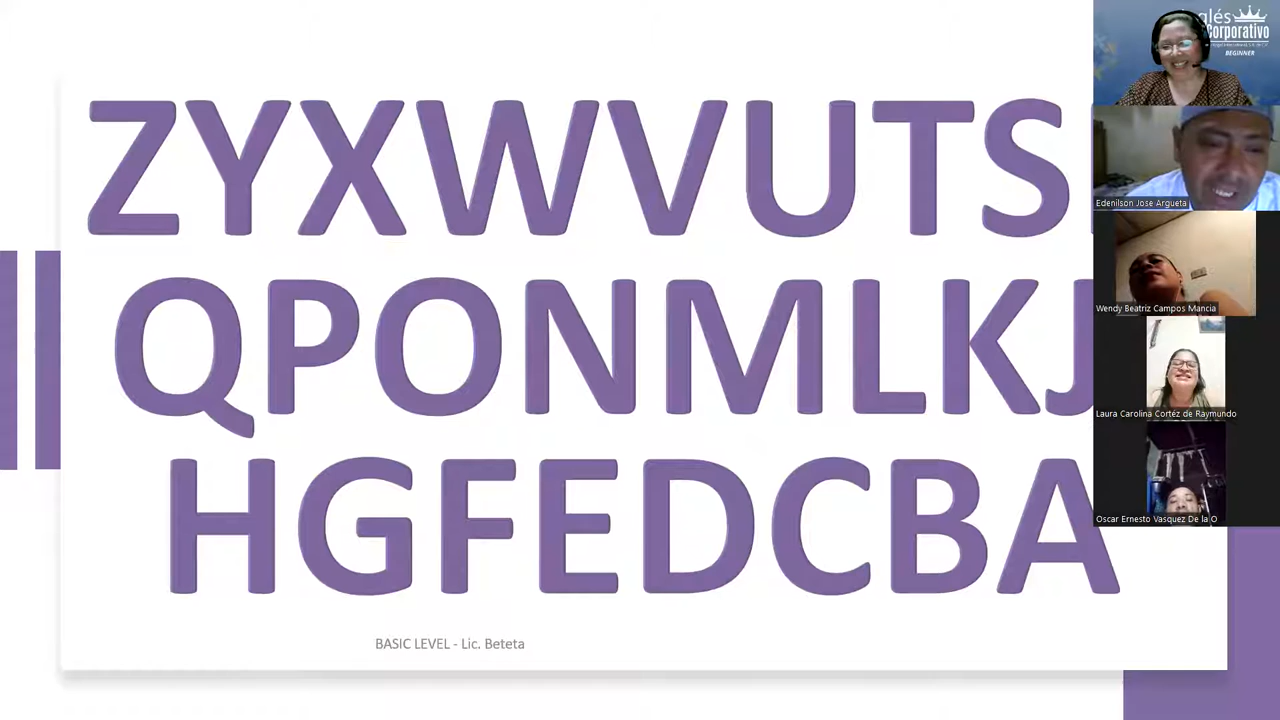 ZYXWVUTS
QPONMLKJ
HGFEDCBA
BASIC LEVEL - Lic. Beteta
Corporativo
BEGINNER
Edenilson Jose Argueta
Wendy Beatriz Campos Mancia
Laura Carolina Cortéz de Raymundo
Oscar Ernesto Vasquez De la O